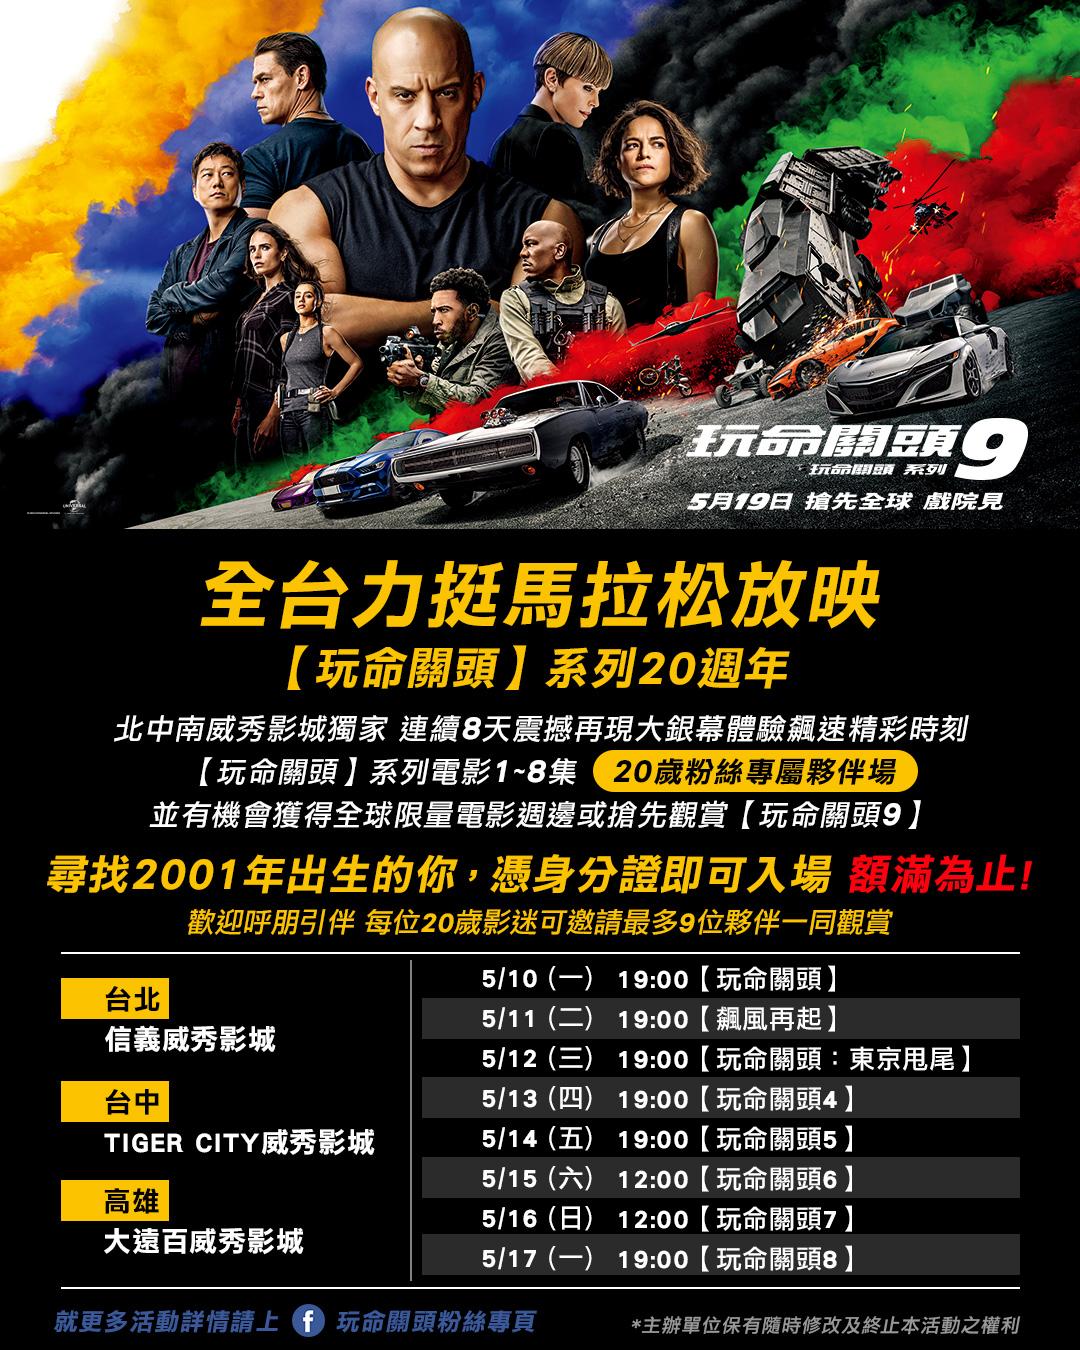 玩命關頭9
玩命關頭 系列
5月19日 搶先全球 戲院見
UNIVERSAL
全台力挺馬拉松放映
【玩命關頭】系列20週年
北中南威秀影城獨家 連續8天震撼再現大銀幕體驗飆速精彩時刻
【玩命關頭】系列電影1~8集 20歲粉絲專屬夥伴場
並有機會獲得全球限量電影週邊或搶先觀賞【玩命關頭9】
尋找2001年出生的你,憑身分證即可入場 額滿為止!
歡迎呼朋引伴 每位20歲影迷可邀請最多9位夥伴一同觀賞
台北
信義威秀影城
台中
TIGER CITY威秀影城
高雄
大遠百威秀影城
5/10 (一) 19:00【玩命關頭】
5/11 (二) 19:00【飆風再起】
5/12 (三) 19:00【玩命關頭:東京甩尾】
5/13 (四) 19:00【玩命關頭4】
5/14 (五) 19:00【玩命關頭5】
5/15 (六) 12:00【玩命關頭6】
5/16 (日) 12:00【玩命關頭7】
5/17 (一) 19:00【玩命關頭8】
就更多活動詳情請上 f 玩命關頭粉絲專頁
*主辦單位保有隨時修改及終止本活動之權利